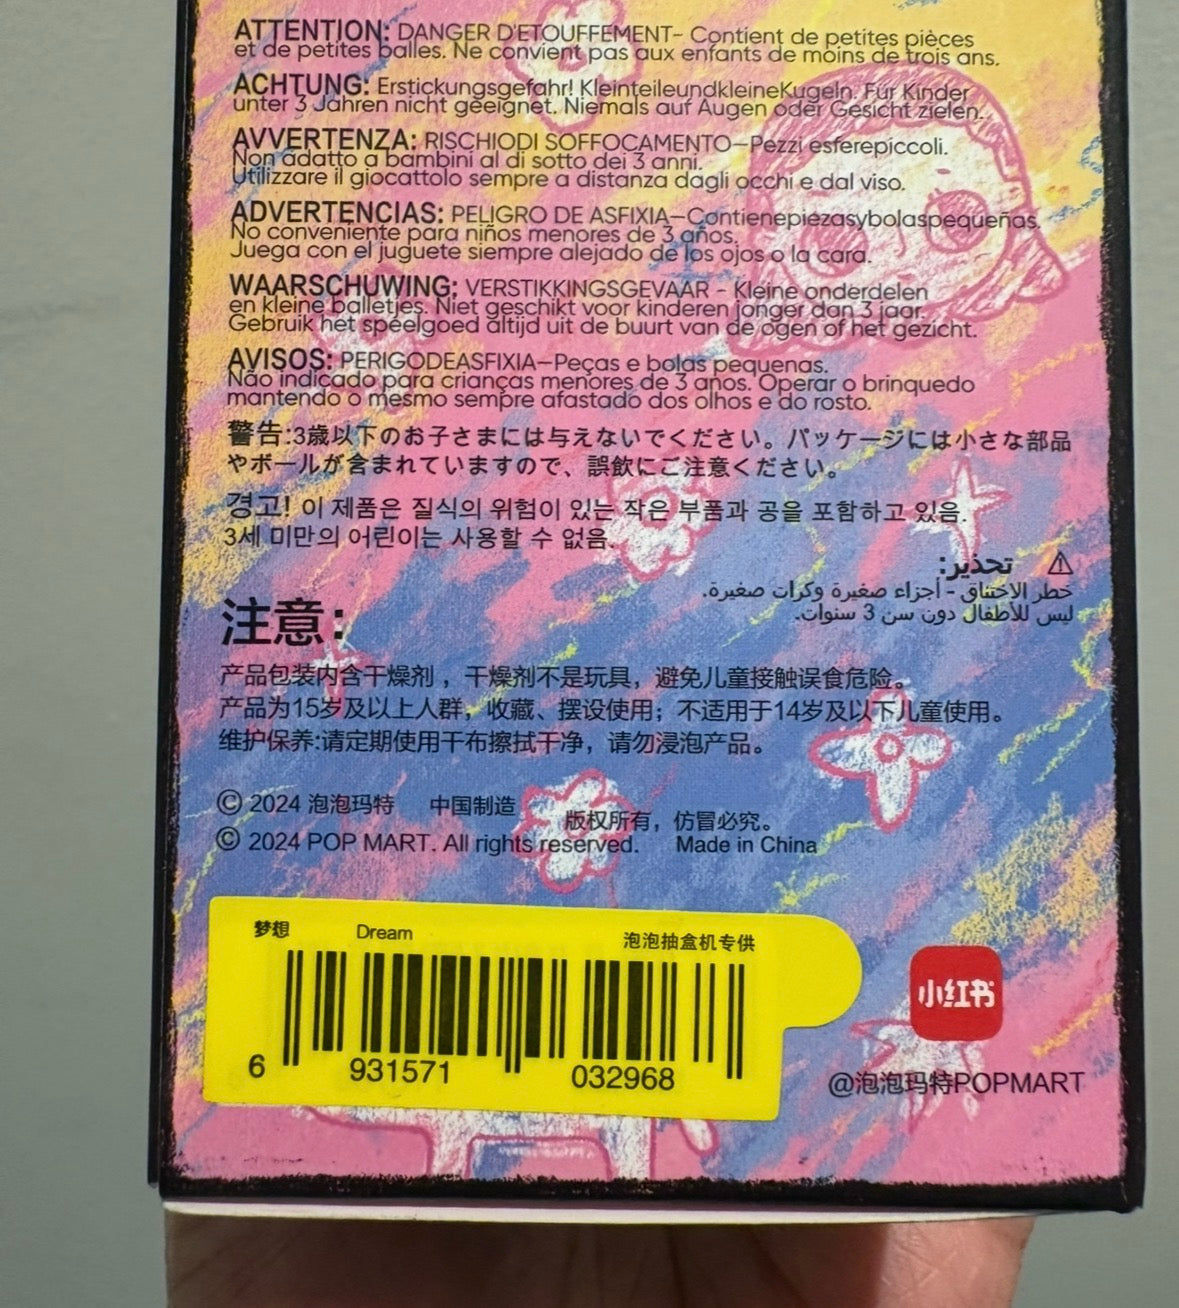 ATTENTION: DANGER D'ETOUFFEMENT- Contient de petites pièces
et de petites balles. Ne convient pas aux enfants de moins de trois ans.
ACHTUNG: Erstickungsgefahr! KleinteileundkleineKugeln. Für Kinder
unter 3 Jahren nicht geeignet. Niemals auf Augen oder Gesicht zielen.
AVVERTENZA: RISCHIODI SOFFOCAMENTO—Pezzi esferepiccoli.
Non adatto a bambini al di sotto dei 3 anni.
Utilizzare il giocattolo sempre a distanza dagli occhi e dal viso.
ADVERTENCIAS: PELIGRO DE ASFIXIA—Contienepiezasybolaspequeñas.
No conveniente para niños menores de 3 años.
Juega con el juguete siempre alejado de los ojos o la cara.
WAARSCHUWING: VERSTIKKINGSGEVAAR - Kleine onderdelen
en kleine balletjes. Niet geschikt voor kinderen jonger dan 3 jaar.
Gebruik het speelgoed altijd uit de buurt van de ogen of het gezicht.
AVISOS: PERIGODEASFIXIA—Peças e bolas pequenas.
Não indicado para crianças menores de 3 anos. Operar o brinquedo
mantendo o mesmo sempre afastado dos olhos e do rosto.
警告:3歳以下のお子さまには与えないでください。パッケージには小さな部品
やボールが含まれていますので、誤飲にご注意ください。
경고! 이 제품은 질식의 위험이 있는 작은 부품과 공을 포함하고 있음.
3세 미만의 어린이는 사용할 수 없음.
⚠ تحذير:
خطر الاختناق - أجزاء صغيرة وكرات صغيرة.
ليس للأطفال دون سن 3 سنوات.
注意：
产品包装内含干燥剂，干燥剂不是玩具，避免儿童接触误食危险。
产品为15岁及以上人群，收藏、摆设使用；不适用于14岁及以下儿童使用。
维护保养:请定期使用干布擦拭干净，请勿浸泡产品。
© 2024 泡泡玛特 中国制造 版权所有，仿冒必究。
© 2024 POP MART. All rights reserved. Made in China
梦想 Dream 泡泡抽盒机专供
6 931571 032968
小红书
@泡泡玛特POPMART